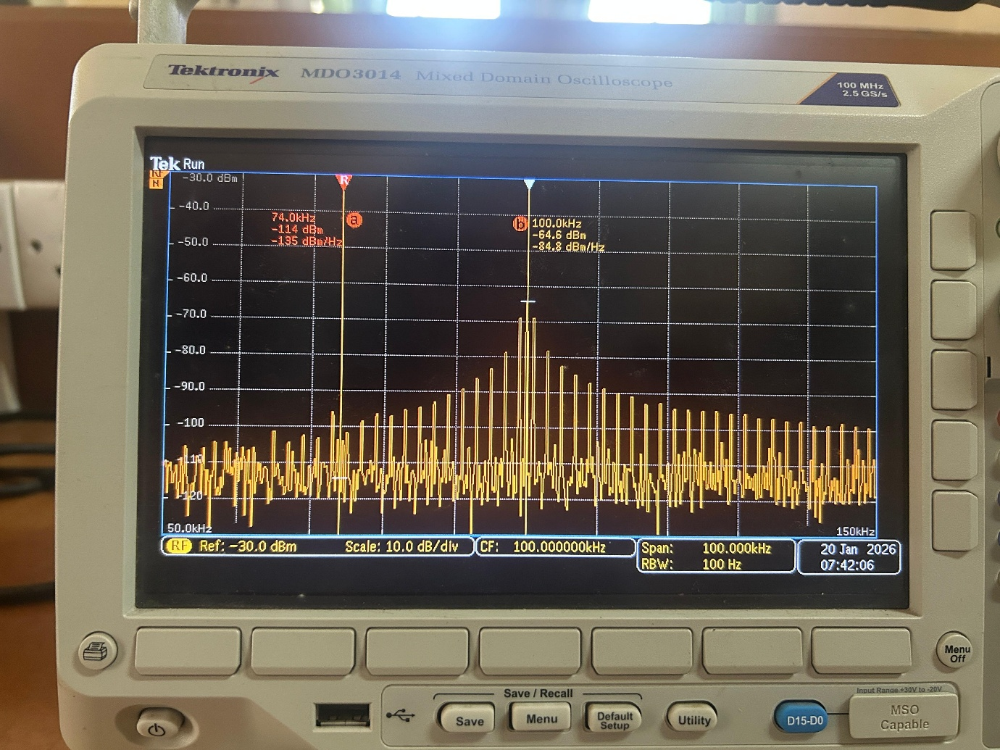 Tektronix MDO3014 Mixed Domain Oscilloscope
100 MHz
2.5 GS/s
Tek Run
-30.0 dBm
R
-40.0
74.0kHz
-114 dBm
-135 dBm/Hz
a
b
100.0kHz
-64.6 dBm
-84.8 dBm/Hz
-50.0
-60.0
-70.0
-80.0
-90.0
-100
-110
-120
50.0kHz
150kHz
RF Ref: -30.0 dBm Scale: 10.0 dB/div
CF: 100.000000kHz
Span: 100.000kHz
RBW: 100 Hz
20 Jan 2026
07:42:06
Menu
Off
Save / Recall
Save
Menu
Default
Setup
Utility
D15-D0
Input Range +30V to -20V
MSO
Capable